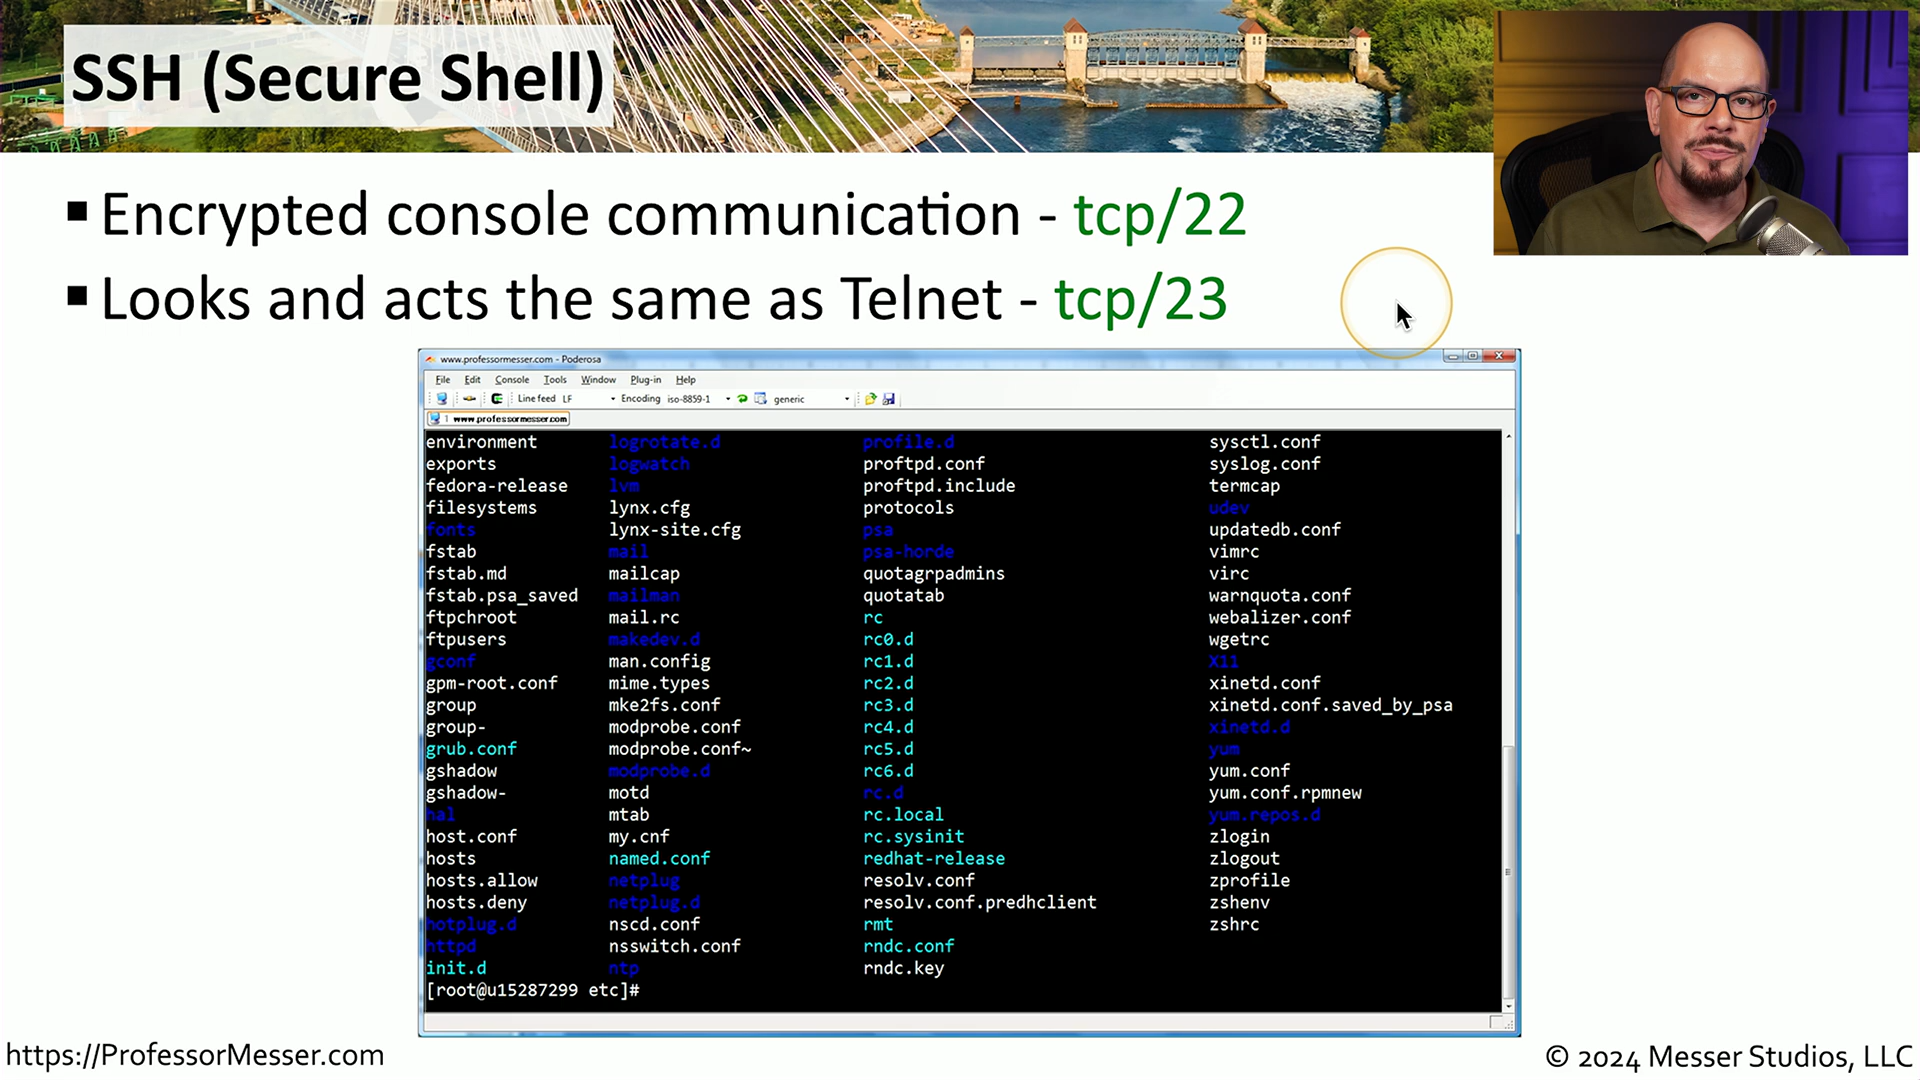 SSH (Secure Shell)
▪ Encrypted console communication - tcp/22
▪ Looks and acts the same as Telnet - tcp/23
www.professormesser.com - Poderosa
File Edit Console Tools Window Plug-in Help
Line feed LF Encoding iso-8859-1 generic
1 www.professormesser.com
environment logrotate.d profile.d sysctl.conf
exports logwatch proftpd.conf syslog.conf
fedora-release lvm proftpd.include termcap
filesystems lynx.cfg protocols udev
fonts lynx-site.cfg psa updatedb.conf
fstab mail psa-horde vimrc
fstab.md mailcap quotagrpadmins virc
fstab.psa_saved mailman quotatab warnquota.conf
ftpchroot mail.rc rc webalizer.conf
ftpusers makedev.d rc0.d wgetrc
gconf man.config rc1.d X11
gpm-root.conf mime.types rc2.d xinetd.conf
group mke2fs.conf rc3.d xinetd.conf.saved_by_psa
group- modprobe.conf rc4.d xinetd.d
grub.conf modprobe.conf~ rc5.d yum
gshadow modprobe.d rc6.d yum.conf
gshadow- motd rc.d yum.conf.rpmnew
hal mtab rc.local yum.repos.d
host.conf my.cnf rc.sysinit zlogin
hosts named.conf redhat-release zlogout
hosts.allow netplug resolv.conf zprofile
hosts.deny netplug.d resolv.conf.predhclient zshenv
hotplug.d nscd.conf rmt zshrc
httpd nsswitch.conf rndc.conf
init.d ntp rndc.key
[root@u15287299 etc]#
https://ProfessorMesser.com
© 2024 Messer Studios, LLC